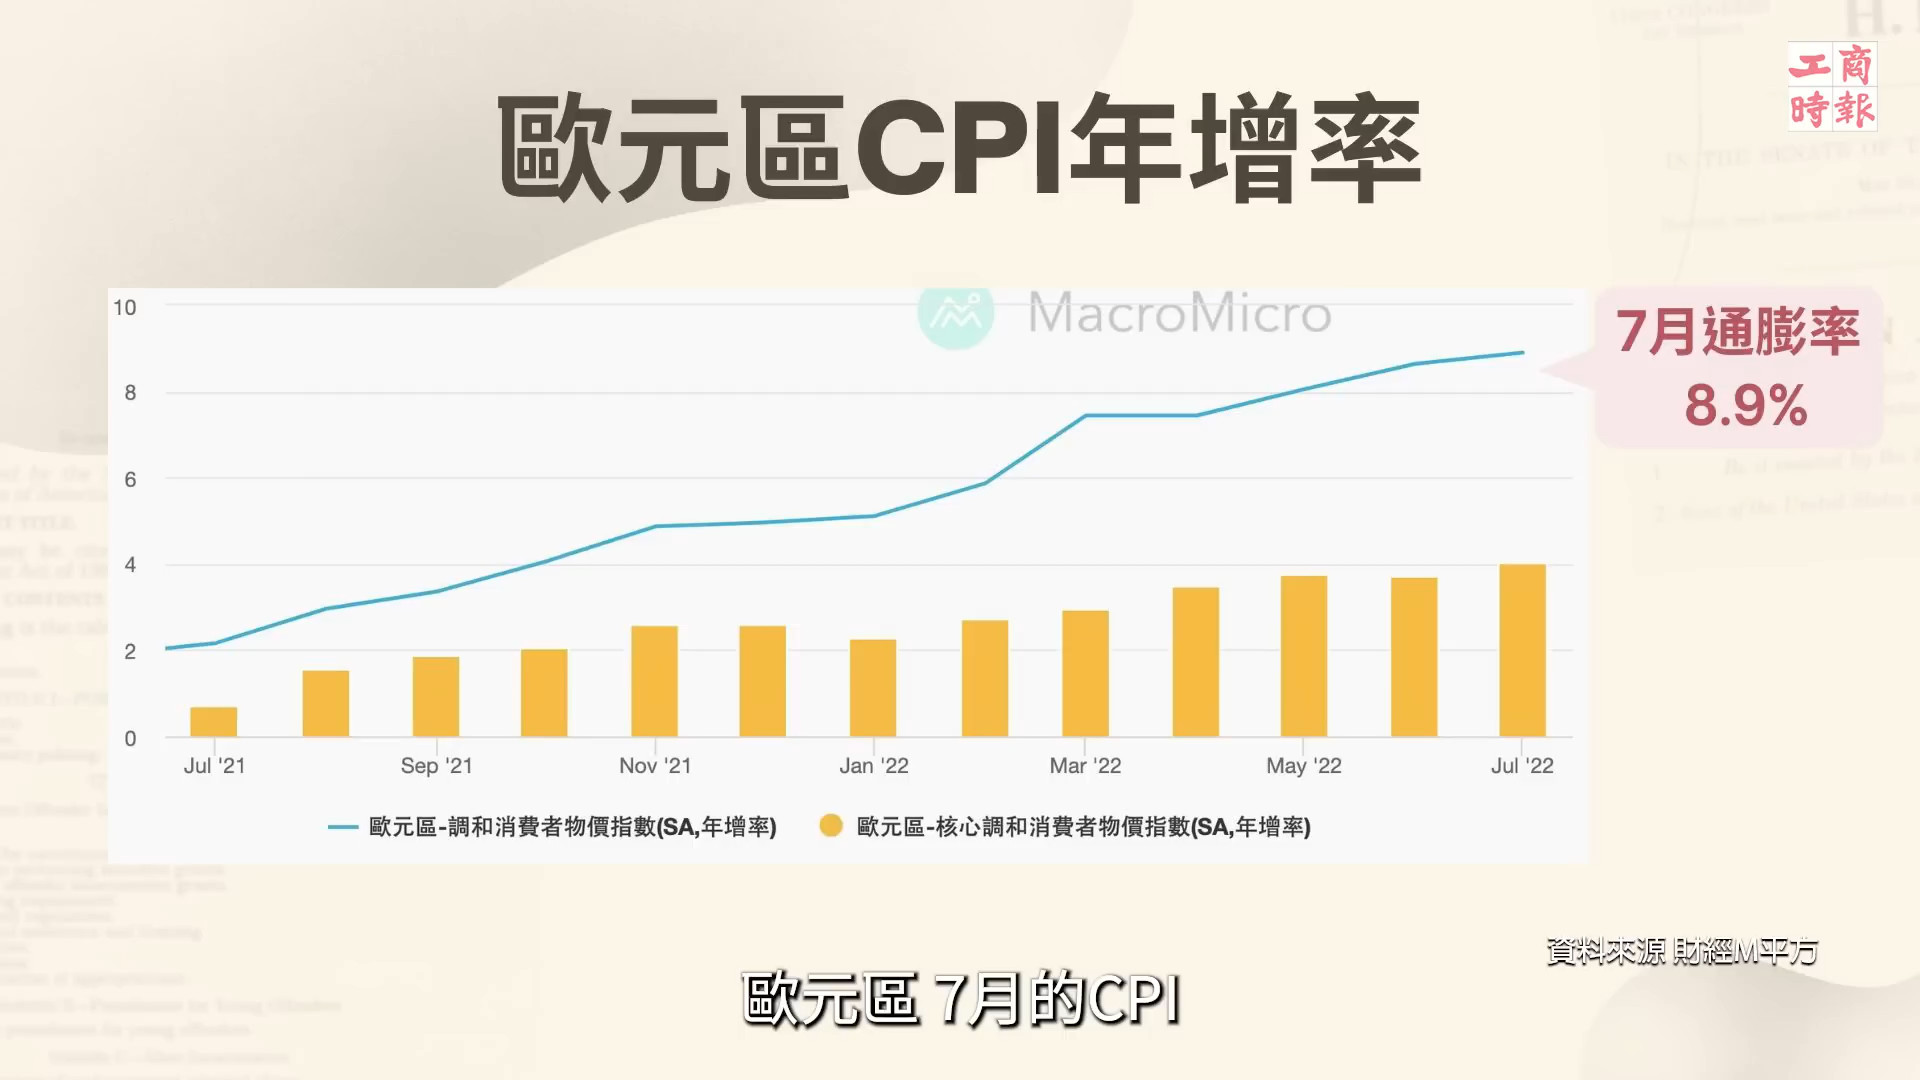 歐元區CPI年增率
工商
時報
MacroMicro
7月通膨率
8.9%
10
8
6
4
2
0
Jul '21
Sep '21
Nov '21
Jan '22
Mar '22
May '22
Jul '22
歐元區-調和消費者物價指數(SA,年增率)
歐元區-核心調和消費者物價指數(SA,年增率)
資料來源 財經M平方
歐元區 7月的CPI